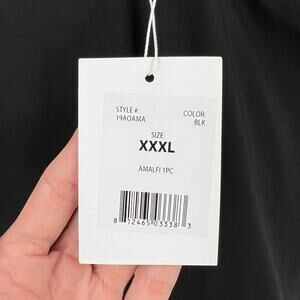 STYLE #: COLOR:
19AOAMA BLK
SIZE:
XXXL
AMALFI 1PC
8 12465 03338 3